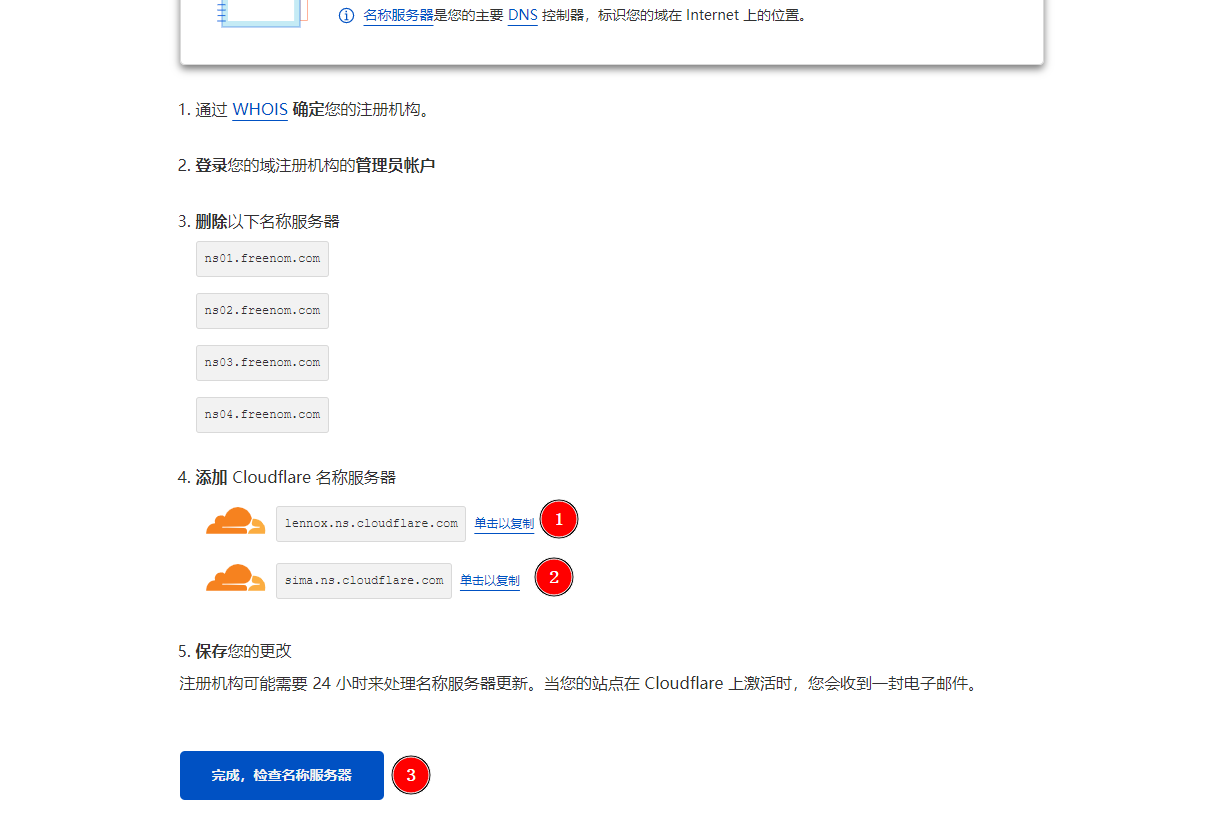 名称服务器是您的主要 DNS 控制器，标识您的域在 Internet 上的位置。
1. 通过 WHOIS 确定您的注册机构。
2. 登录您的域注册机构的管理员帐户
3. 删除以下名称服务器
ns01.freenom.com
ns02.freenom.com
ns03.freenom.com
ns04.freenom.com
4. 添加 Cloudflare 名称服务器
lennox.ns.cloudflare.com 单击以复制 1
sima.ns.cloudflare.com 单击以复制 2
5. 保存您的更改
注册机构可能需要 24 小时来处理名称服务器更新。当您的站点在 Cloudflare 上激活时，您会收到一封电子邮件。
完成，检查名称服务器 3